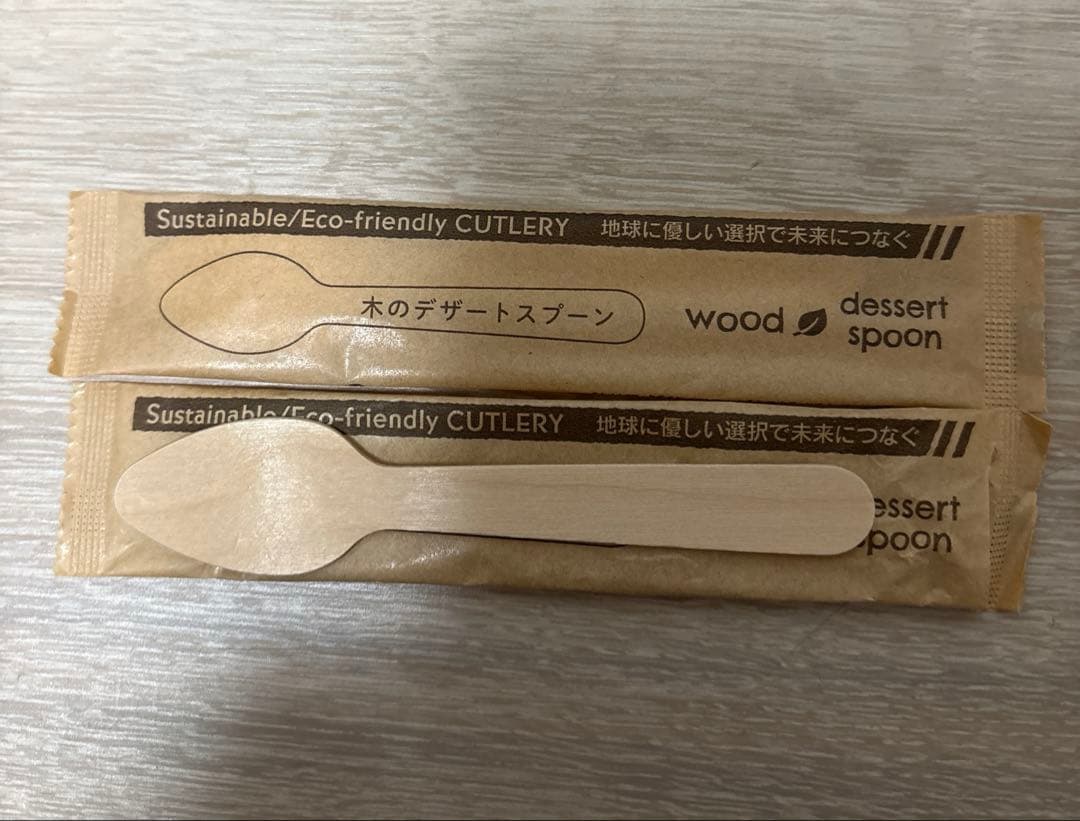 Sustainable/Eco-friendly CUTLERY 地球に優しい選択で未来につなぐ
木のデザートスプーン
wood dessert
spoon
Sustainable/Eco-friendly CUTLERY 地球に優しい選択で未来につなぐ
essert
poon